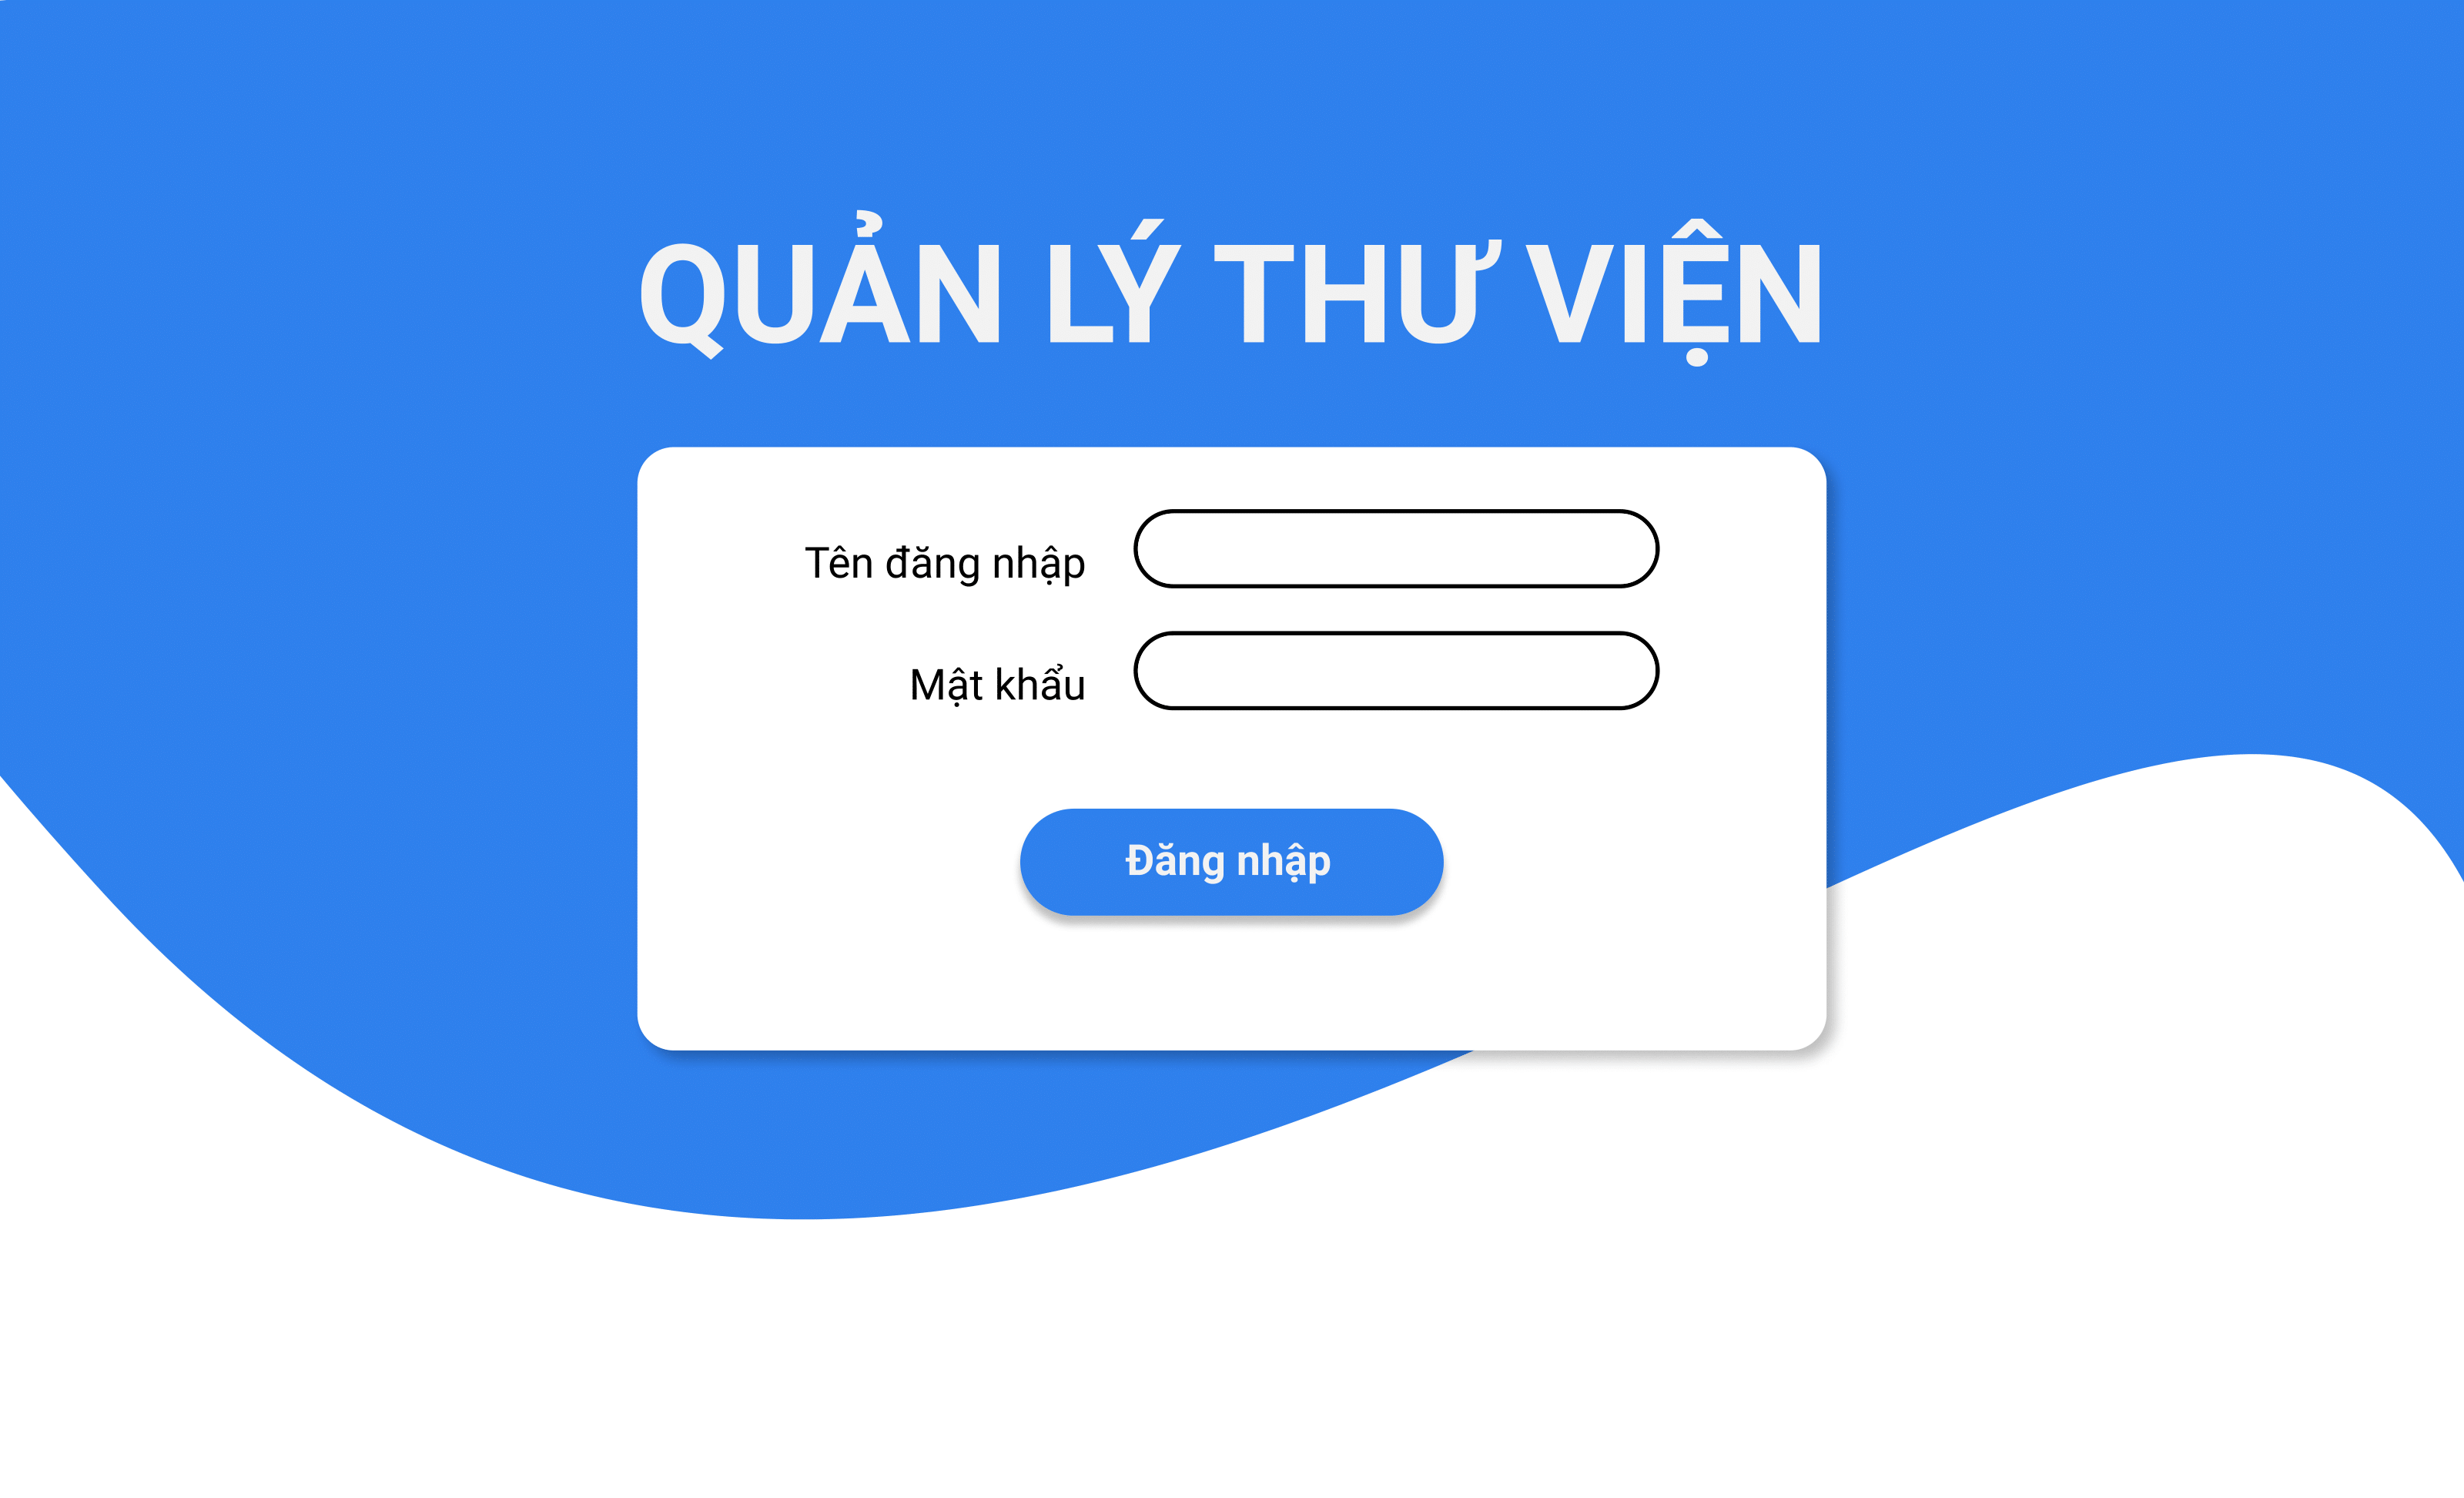 QUẢN LÝ THƯ VIỆN
Tên đăng nhập
Mật khẩu
Đăng nhập